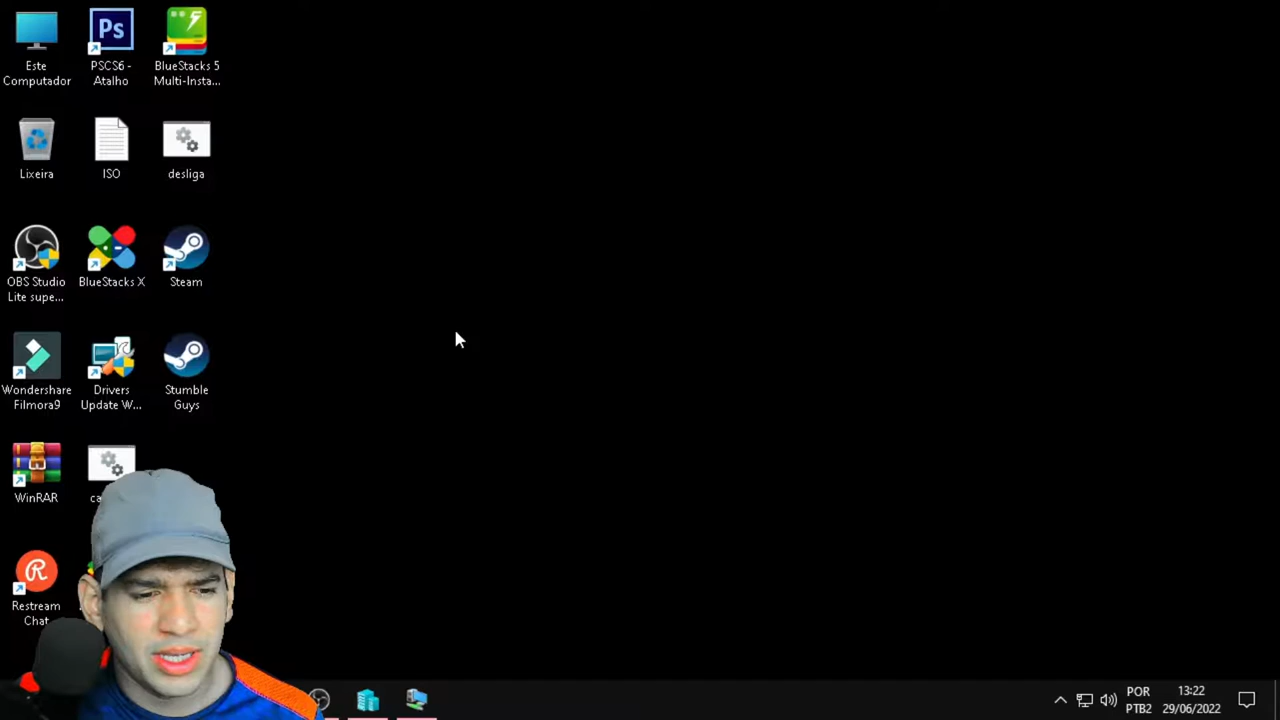 Este
Computador
Ps
PSCS6 -
Atalho
BlueStacks 5
Multi-Insta...
Lixeira
ISO
desliga
OBS Studio
Lite supe...
BlueStacks X
Steam
Wondershare
Filmora9
Drivers
Update W...
Stumble
Guys
WinRAR
R
Restream
Chat
POR
PTB2
13:22
29/06/2022